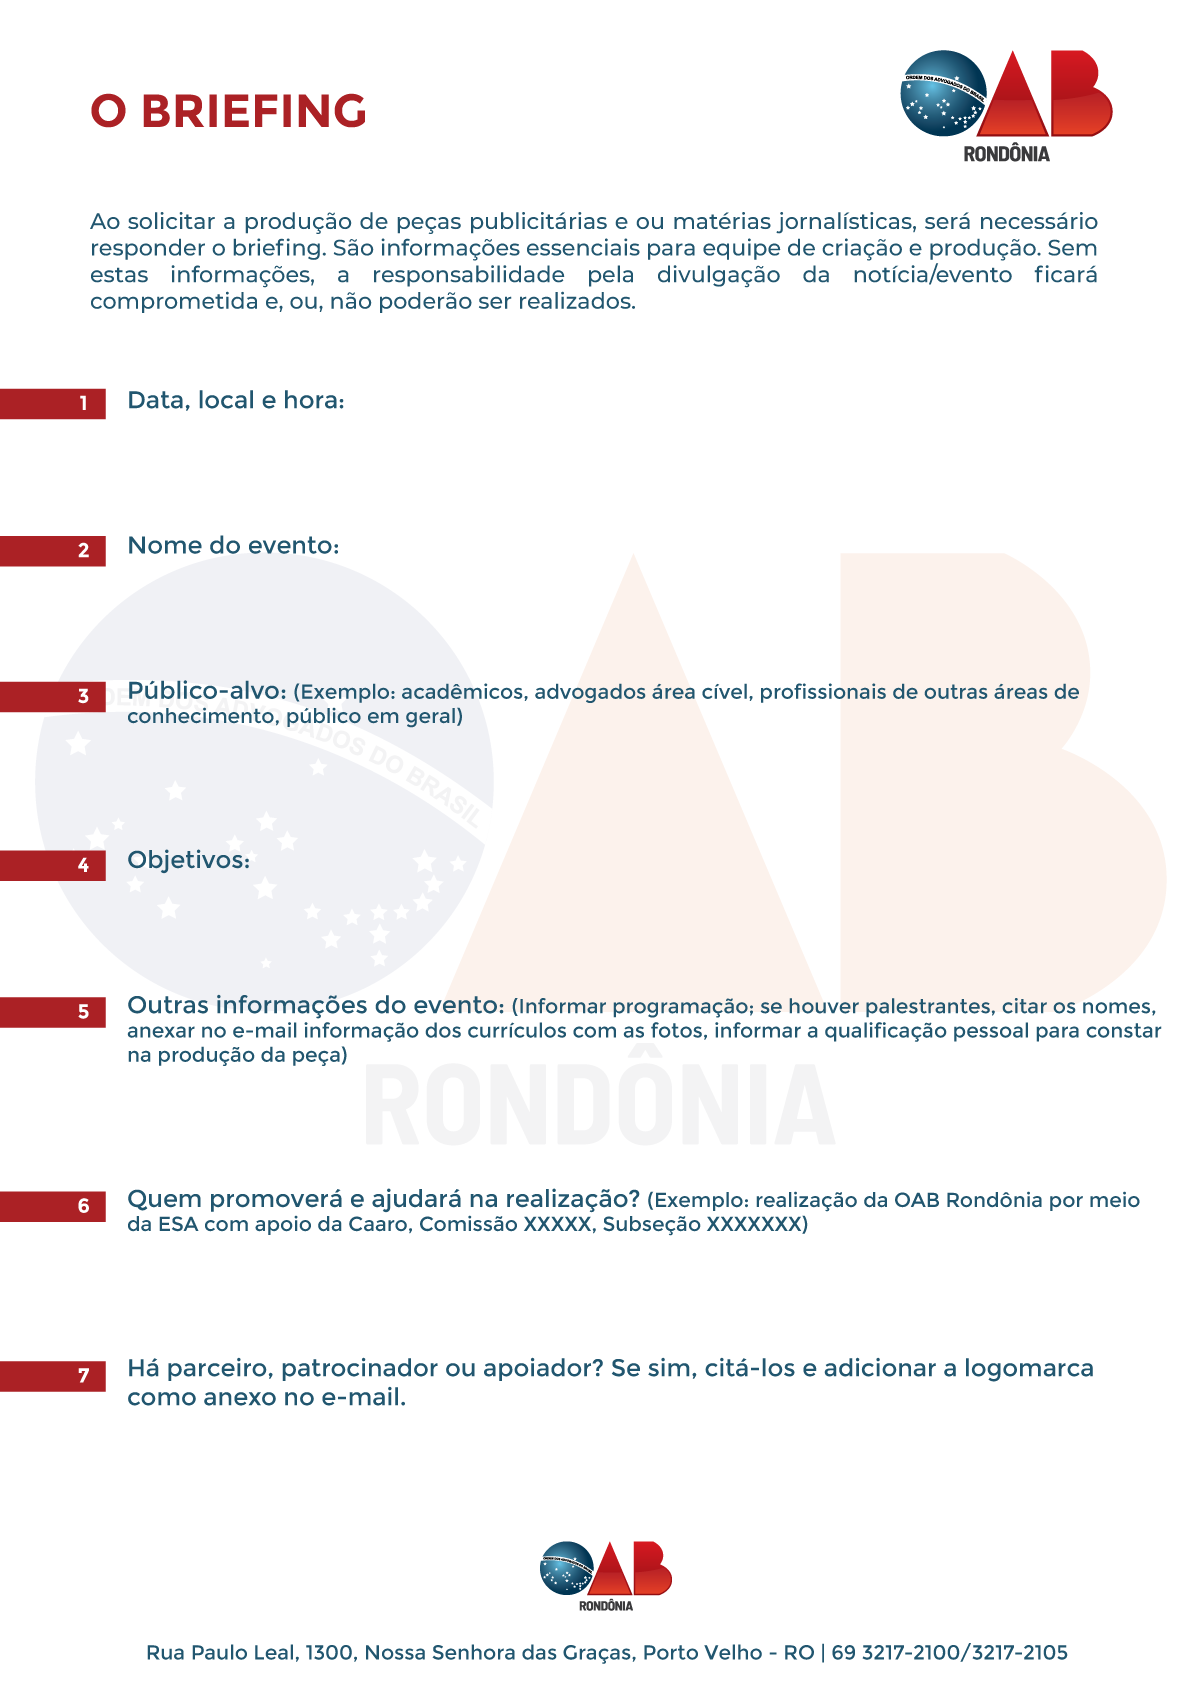 O BRIEFING
ORDEM DOS ADVOGADOS DO BRASIL
OAB
RONDÔNIA
Ao solicitar a produção de peças publicitárias e ou matérias jornalísticas, será necessário
responder o briefing. São informações essenciais para equipe de criação e produção. Sem
estas informações, a responsabilidade pela divulgação da notícia/evento ficará
comprometida e, ou, não poderão ser realizados.
1 Data, local e hora:
2 Nome do evento:
3 Público-alvo: (Exemplo: acadêmicos, advogados área cível, profissionais de outras áreas de
conhecimento, público em geral)
ORDEM DOS ADVOGADOS DO BRASIL
OAB
4 Objetivos:
5 Outras informações do evento: (Informar programação; se houver palestrantes, citar os nomes,
anexar no e-mail informação dos currículos com as fotos, informar a qualificação pessoal para constar
na produção da peça)
RONDÔNIA
6 Quem promoverá e ajudará na realização? (Exemplo: realização da OAB Rondônia por meio
da ESA com apoio da Caaro, Comissão XXXXX, Subseção XXXXXXX)
7 Há parceiro, patrocinador ou apoiador? Se sim, citá-los e adicionar a logomarca
como anexo no e-mail.
OAB
RONDÔNIA
Rua Paulo Leal, 1300, Nossa Senhora das Graças, Porto Velho - RO | 69 3217-2100/3217-2105